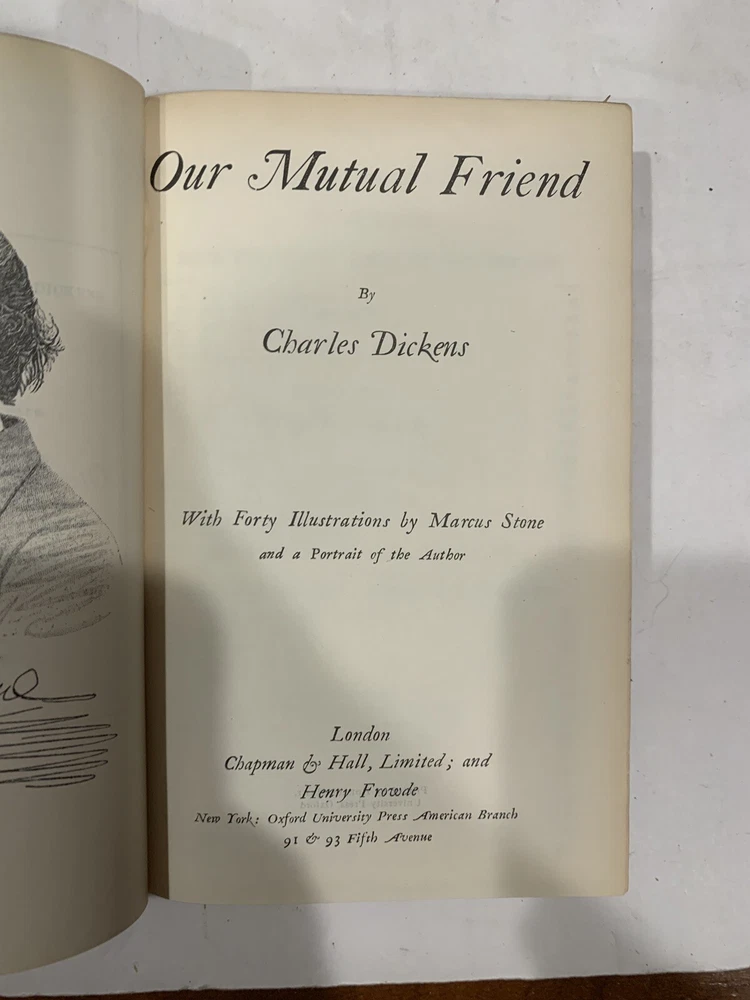 Our Mutual Friend
By
Charles Dickens
With Forty Illustrations by Marcus Stone
and a Portrait of the Author
London
Chapman & Hall, Limited; and
Henry Frowde
New York: Oxford University Press American Branch
91 & 93 Fifth Avenue